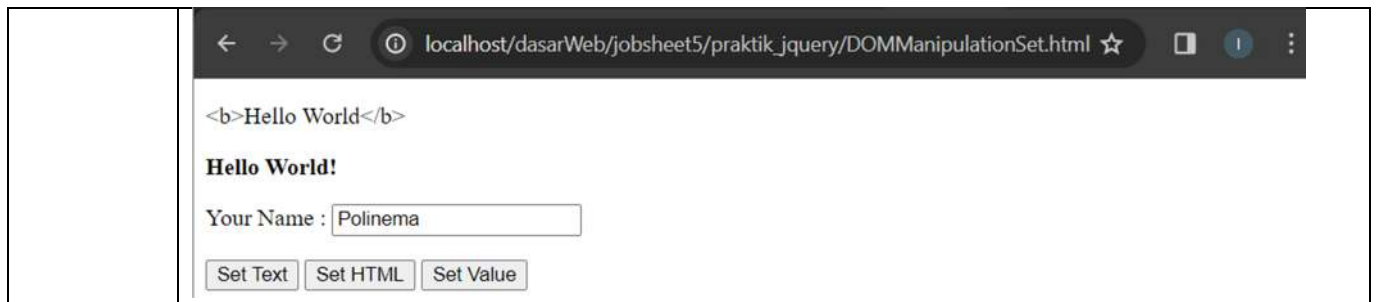 localhost/dasarWeb/jobsheet5/praktik_jquery/DOMManipulationSet.html I
<b>Hello World</b>
Hello World!
Your Name : Polinema
Set Text Set HTML Set Value